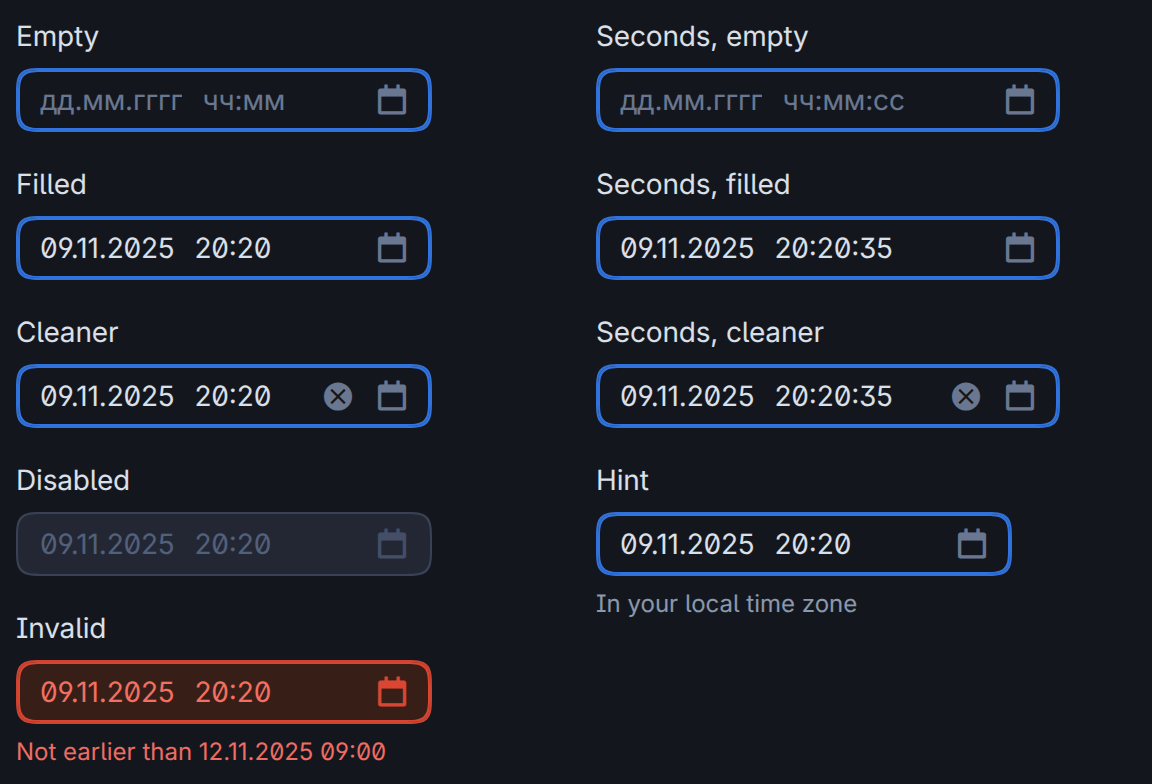 Empty
дд.мм.гггг чч:мм
Filled
09.11.2025 20:20
Cleaner
09.11.2025 20:20
Disabled
09.11.2025 20:20
Invalid
09.11.2025 20:20
Not earlier than 12.11.2025 09:00
Seconds, empty
дд.мм.гггг чч:мм:сс
Seconds, filled
09.11.2025 20:20:35
Seconds, cleaner
09.11.2025 20:20:35
Hint
09.11.2025 20:20
In your local time zone